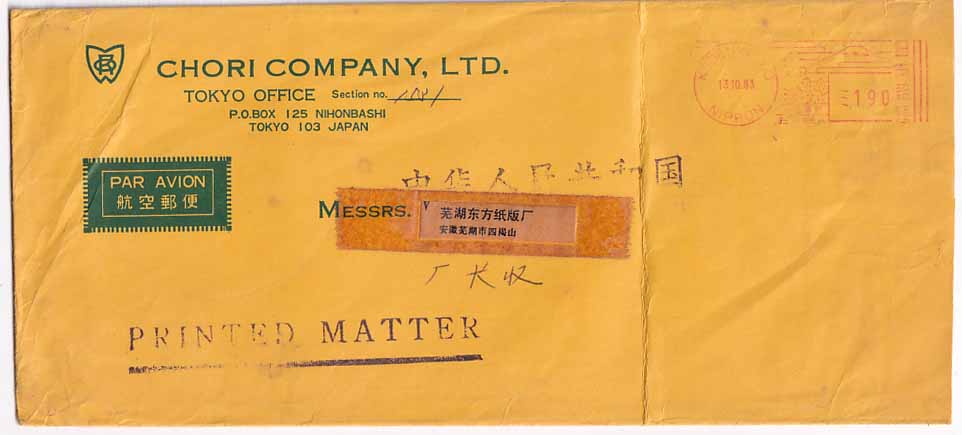 CHORI COMPANY, LTD.
TOKYO OFFICE Section no.
P.O.BOX 125 NIHONBASHI
TOKYO 103 JAPAN
13.10.83
NIPPON
190
PAR AVION
航空郵便
中华人民共和国
MESSRS.
V
芜湖东方纸版厂
安徽芜湖市四褐山
厂长收
PRINTED MATTER